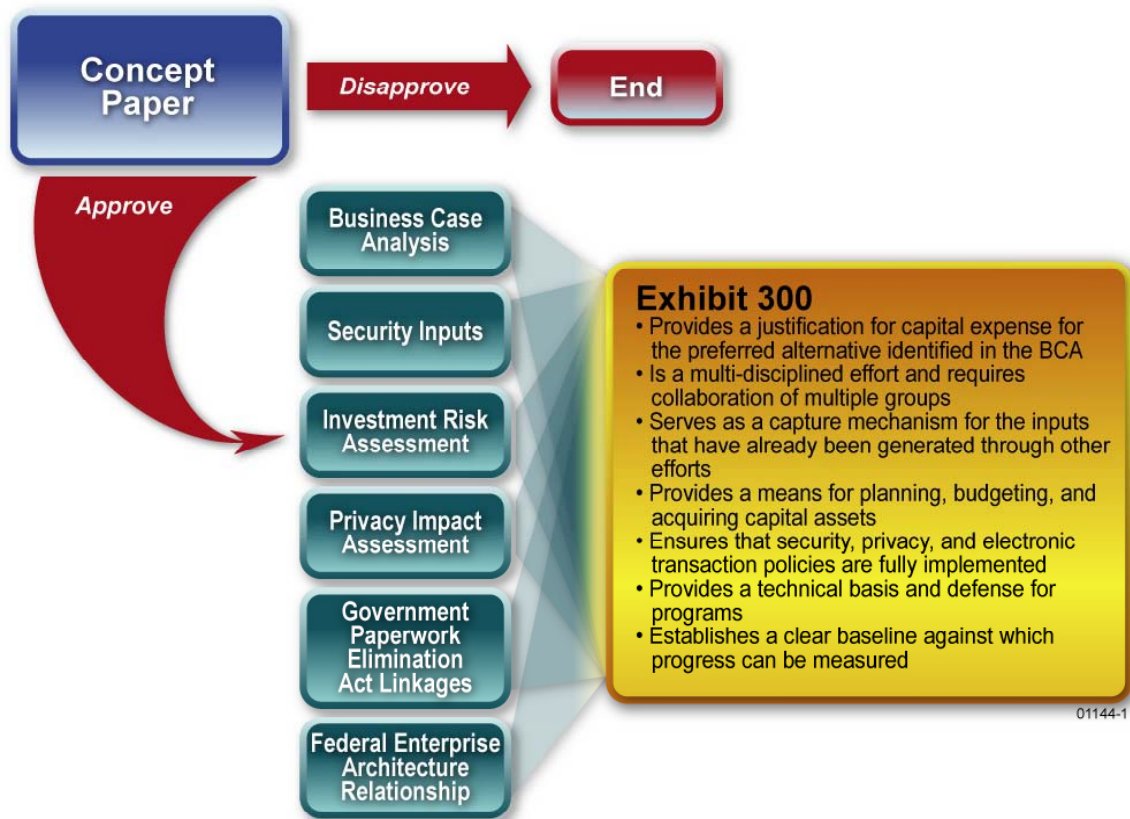 Concept
Paper
Disapprove
End
Approve
Business Case
Analysis
Security Inputs
Investment Risk
Assessment
Privacy Impact
Assessment
Government
Paperwork
Elimination
Act Linkages
Federal Enterprise
Architecture
Relationship
Exhibit 300
• Provides a justification for capital expense for
the preferred alternative identified in the BCA
• Is a multi-disciplined effort and requires
collaboration of multiple groups
• Serves as a capture mechanism for the inputs
that have already been generated through other
efforts
• Provides a means for planning, budgeting, and
acquiring capital assets
• Ensures that security, privacy, and electronic
transaction policies are fully implemented
• Provides a technical basis and defense for
programs
• Establishes a clear baseline against which
progress can be measured
01144-1